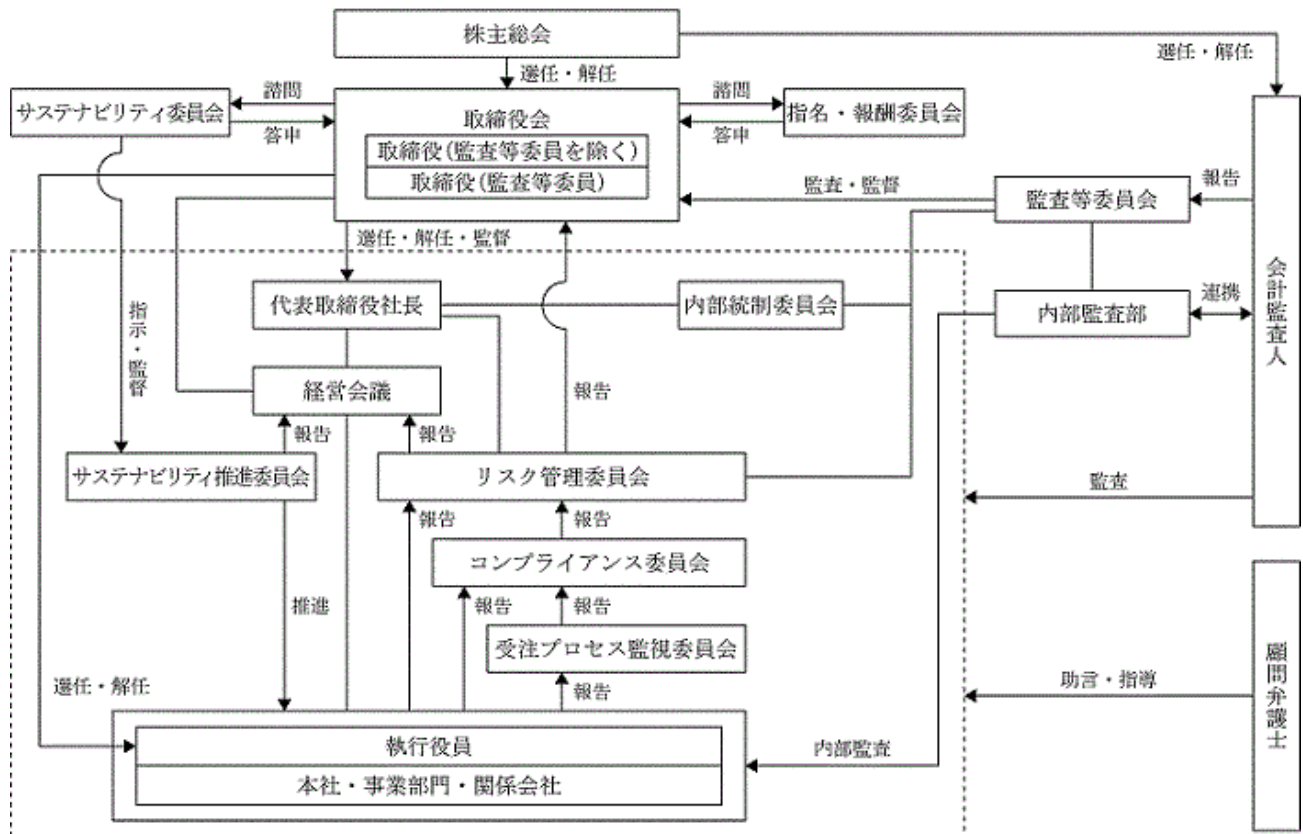 株主総会
選任・解任
選任・解任
サステナビリティ委員会
諮問
答申
取締役会
取締役(監査等委員を除く)
取締役(監査等委員)
諮問
答申
指名・報酬委員会
監査・監督
監査等委員会
報告
会計監査人
選任・解任・監督
代表取締役社長
内部統制委員会
内部監査部
連携
指示・監督
経営会議
報告
報告
報告
サステナビリティ推進委員会
リスク管理委員会
監査
報告
報告
コンプライアンス委員会
推進
報告
報告
受注プロセス監視委員会
選任・解任
報告
助言・指導
顧問弁護士
執行役員
内部監査
本社・事業部門・関係会社